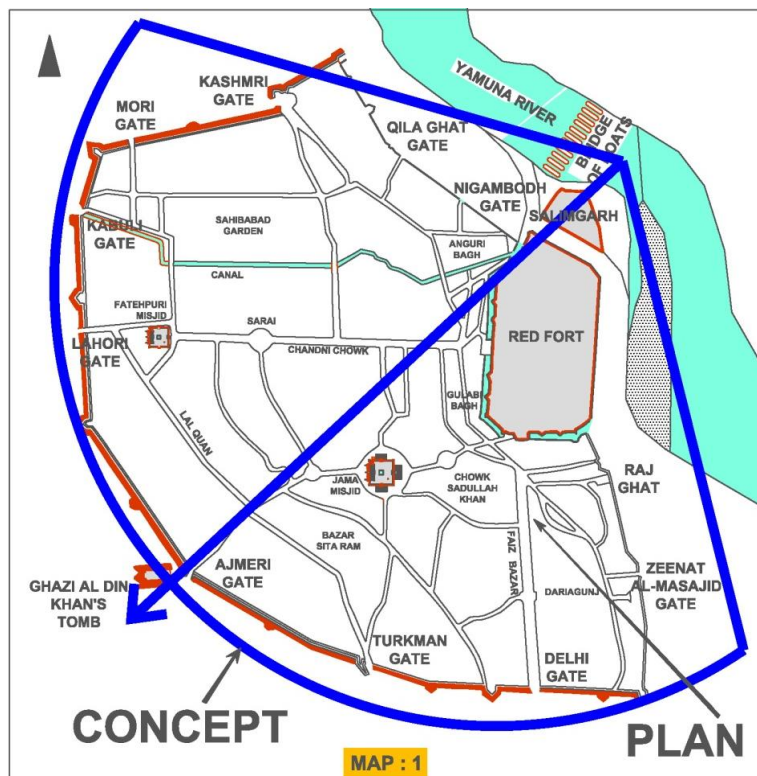 YAMUNA RIVER
BRIDGE
OF BOATS
KASHMRI
GATE
MORI
GATE
QILA GHAT
GATE
NIGAMBODH
GATE
SALIMGARH
SAHIBABAD
GARDEN
KABULI
GATE
ANGURI
BAGH
CANAL
FATEHPURI
MISJID
SARAI
RED FORT
LAHORI
GATE
CHANDNI CHOWK
GULABI
BAGH
LAL QUAN
JAMA
MISJID
CHOWK
SADULLAH
KHAN
RAJ
GHAT
BAZAR
SITA RAM
FAIZ BAZAR
AJMERI
GATE
GHAZI AL DIN
KHAN'S
TOMB
DARIAGUNJ
ZEENAT
AL-MASAJID
GATE
TURKMAN
GATE
DELHI
GATE
CONCEPT
PLAN
MAP : 1